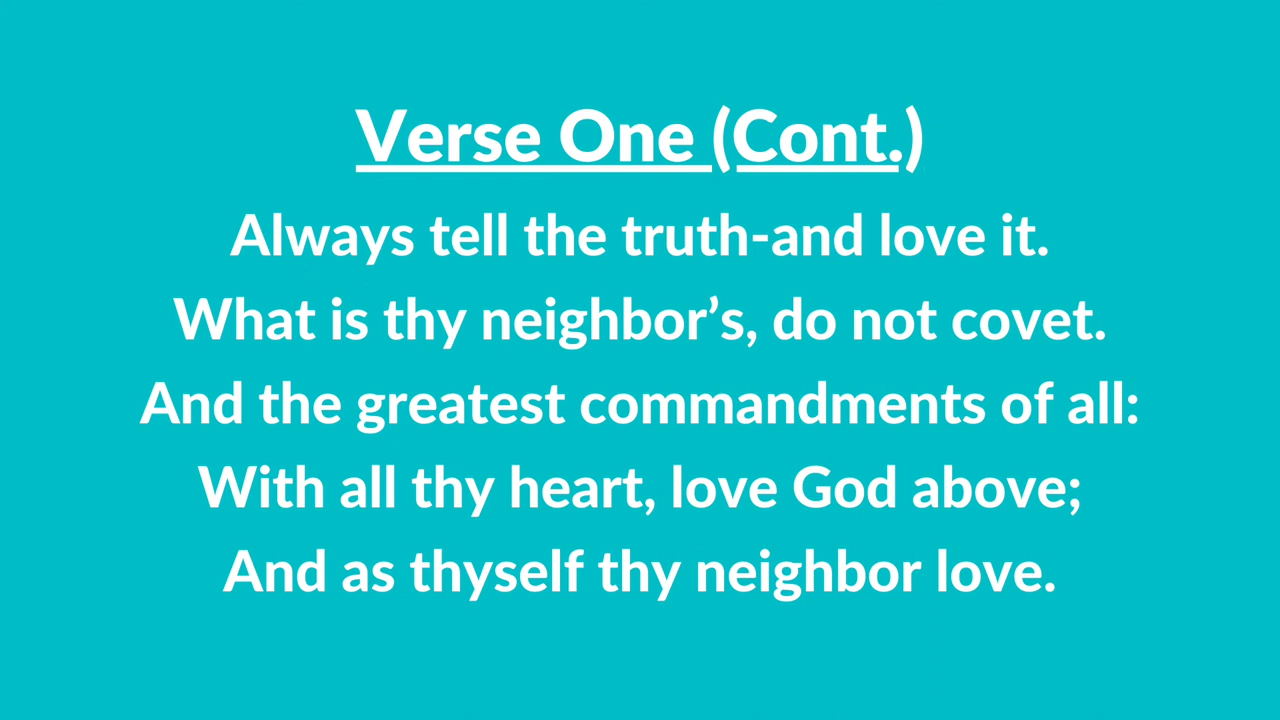 Verse One (Cont.)
Always tell the truth-and love it.
What is thy neighbor’s, do not covet.
And the greatest commandments of all:
With all thy heart, love God above;
And as thyself thy neighbor love.